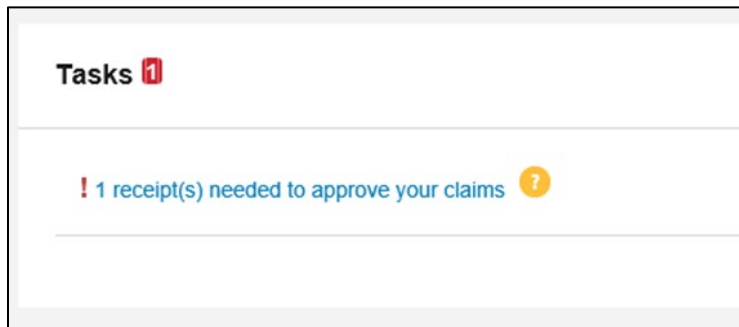 Tasks 1
! 1 receipt(s) needed to approve your claims ?